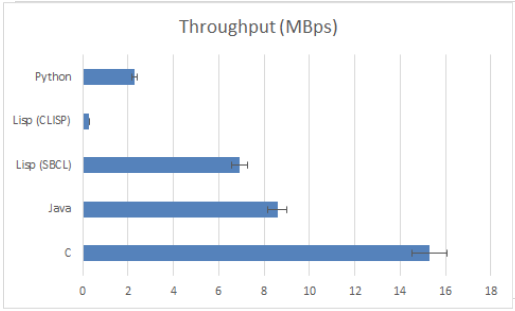 Throughput (MBps)
Python
Lisp (CLISP)
Lisp (SBCL)
Java
C
0 2 4 6 8 10 12 14 16 18